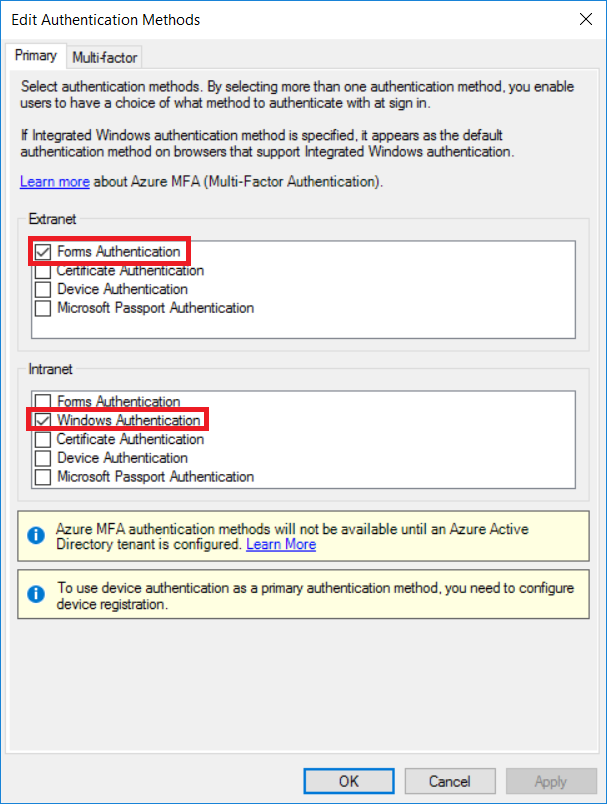 Edit Authentication Methods
Primary
Multi-factor
Select authentication methods. By selecting more than one authentication method, you enable
users to have a choice of what method to authenticate with at sign in.
If Integrated Windows authentication method is specified, it appears as the default
authentication method on browsers that support Integrated Windows authentication.
Learn more about Azure MFA (Multi-Factor Authentication).
Extranet
Forms Authentication
Certificate Authentication
Device Authentication
Microsoft Passport Authentication
Intranet
Forms Authentication
Windows Authentication
Certificate Authentication
Device Authentication
Microsoft Passport Authentication
Azure MFA authentication methods will not be available until an Azure Active
Directory tenant is configured. Learn More
To use device authentication as a primary authentication method, you need to configure
device registration.
OK
Cancel
Apply